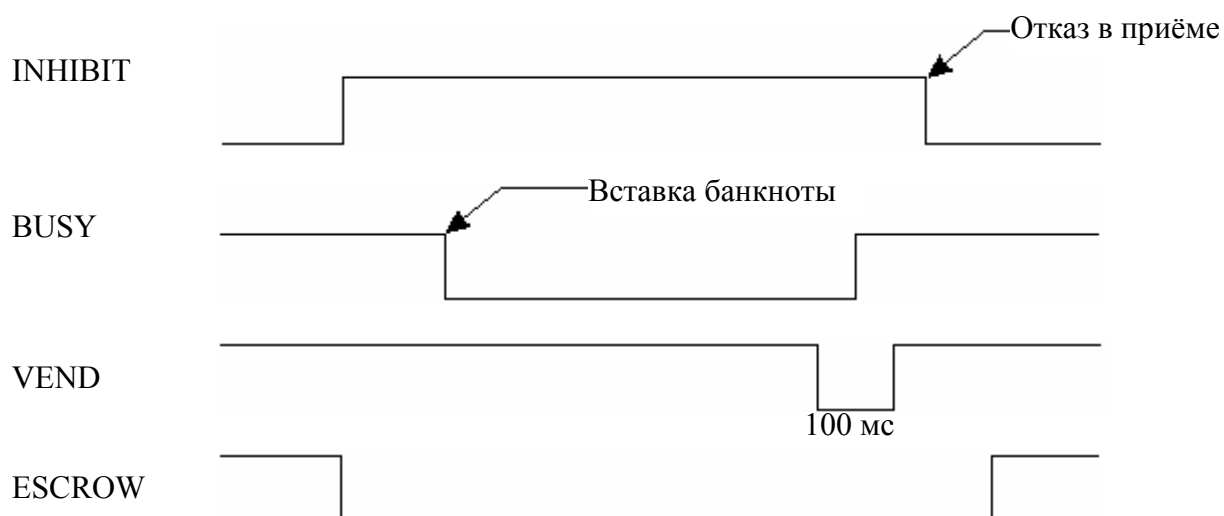 Отказ в приёме
INHIBIT
Вставка банкноты
BUSY
VEND
100 мс
ESCROW